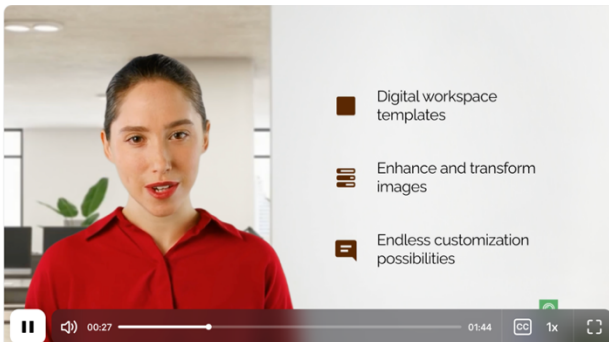 Digital workspace
templates
Enhance and transform
images
Endless customization
possibilities
00:27
01:44
CC
1x